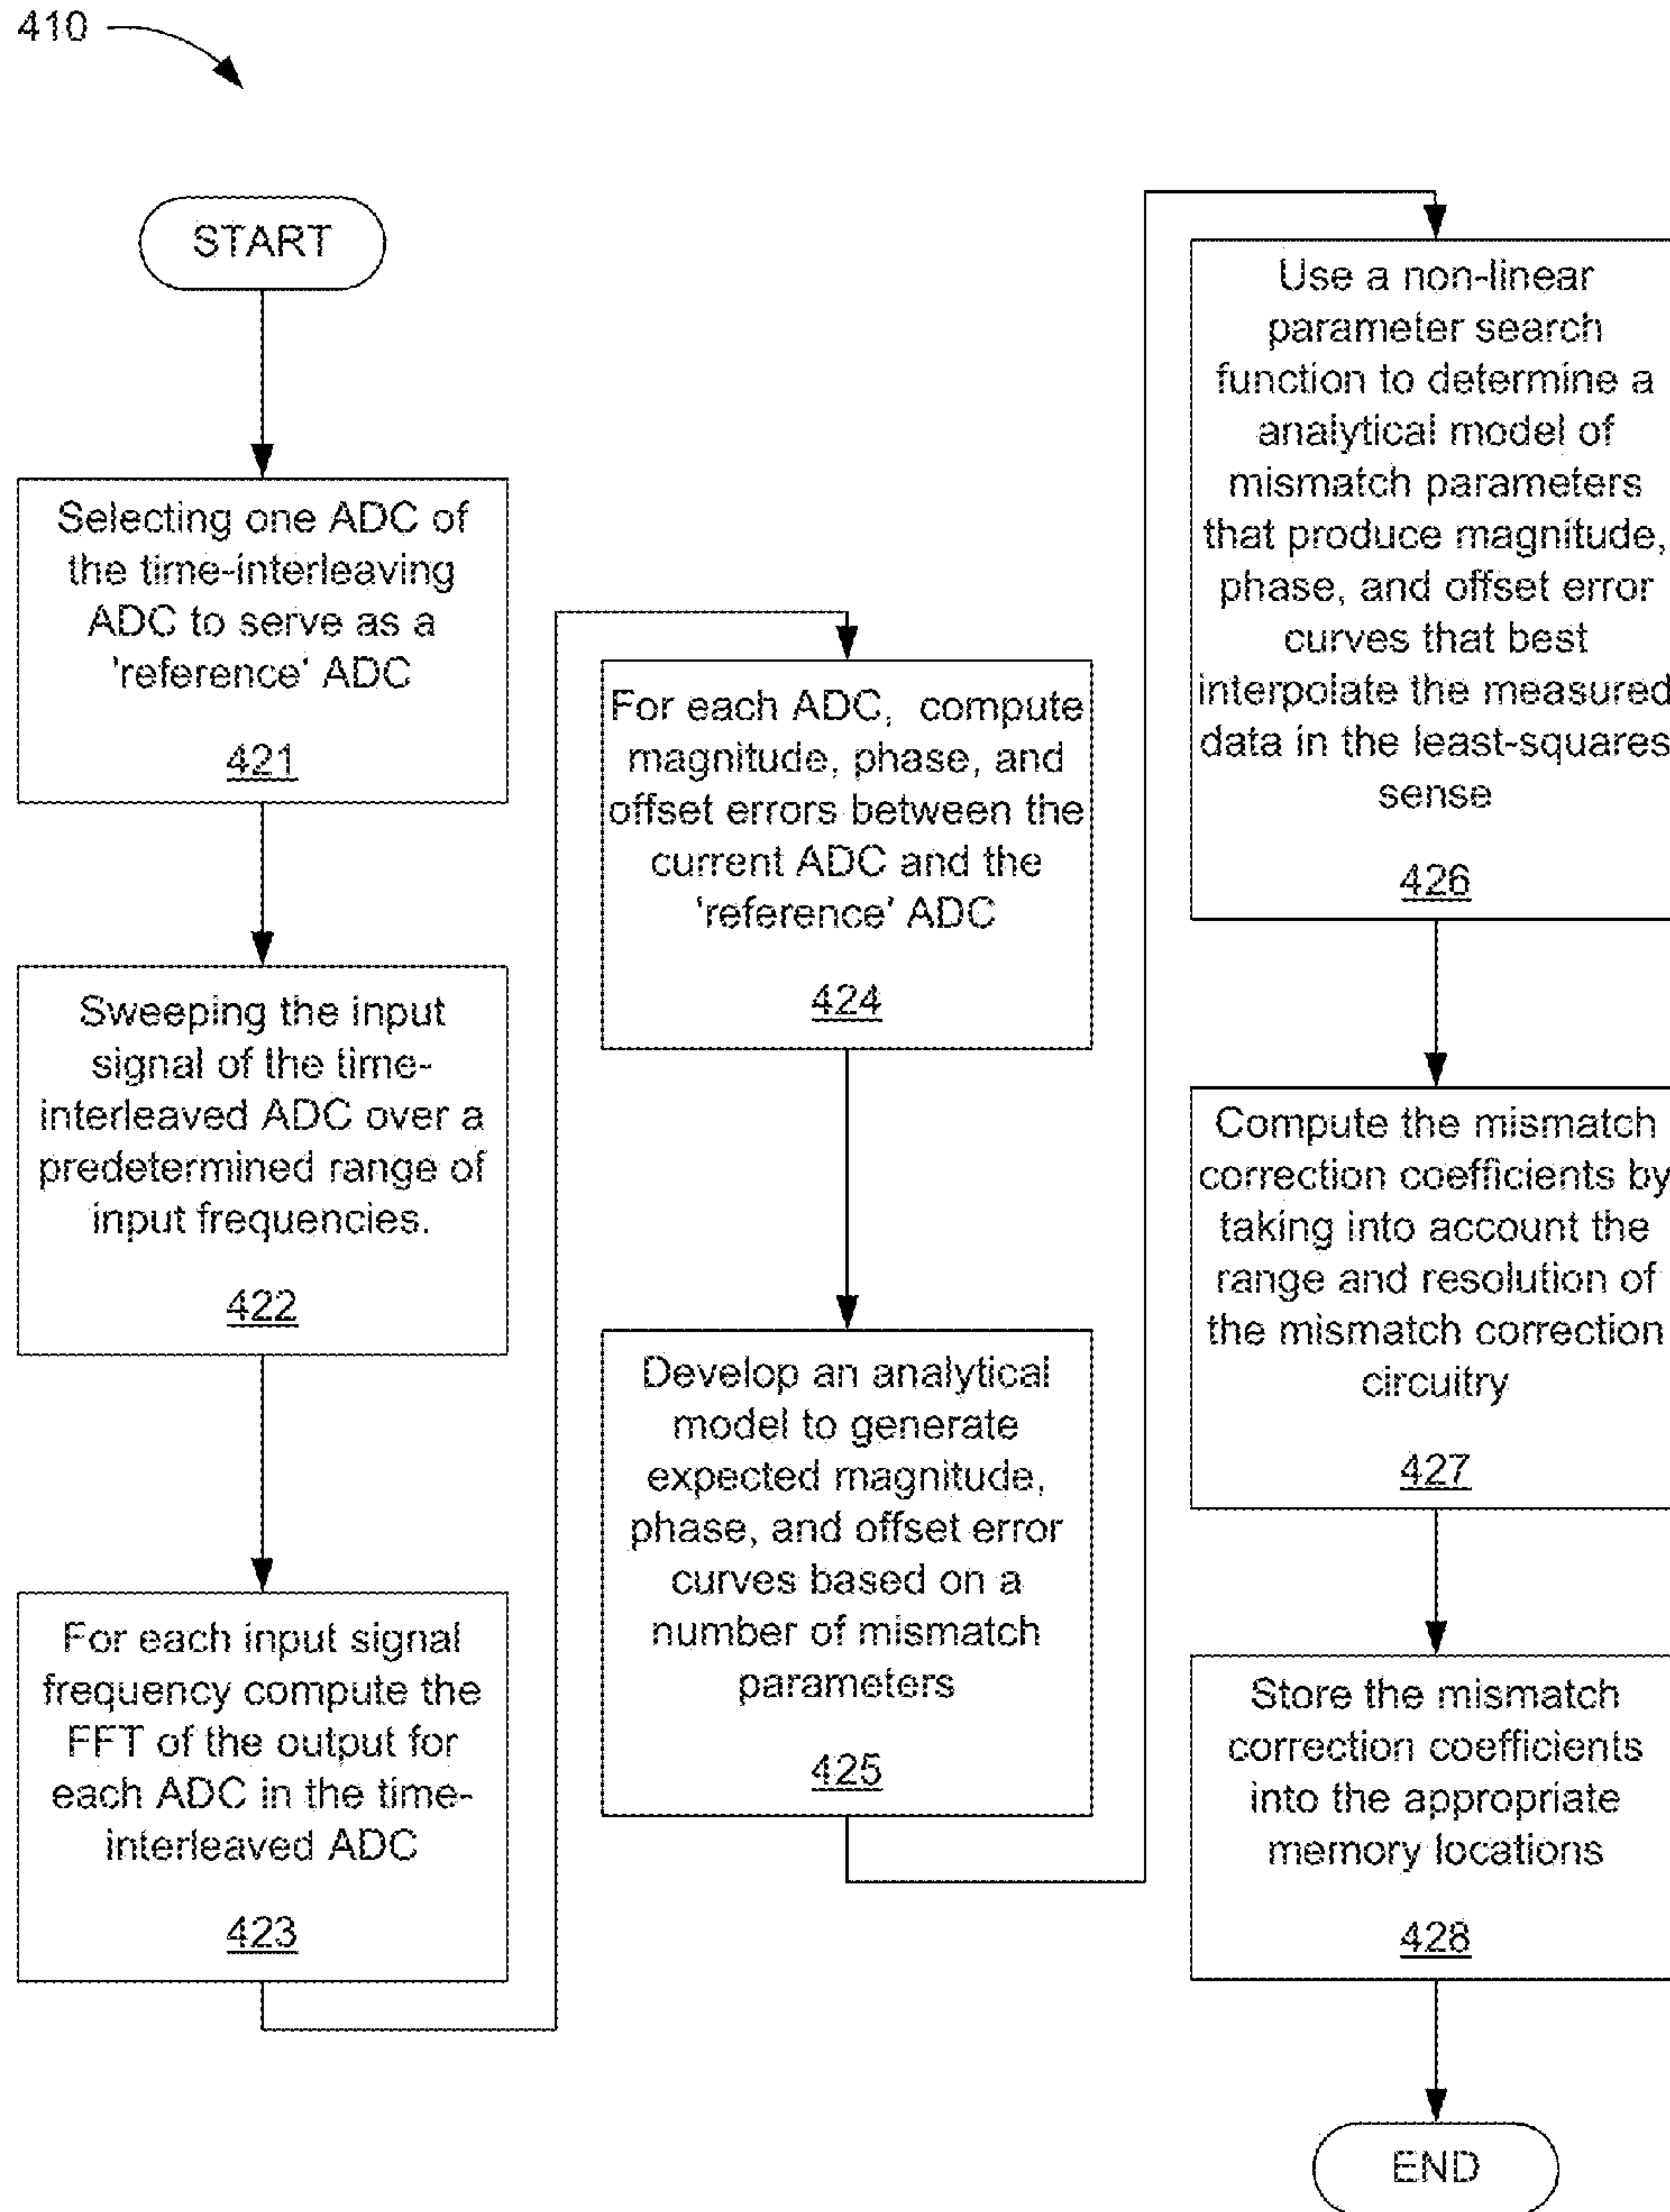 410
START
Selecting one ADC of
the time-interleaving
ADC to serve as a
'reference' ADC
421
Sweeping the input
signal of the time-
interleaved ADC over a
predetermined range of
input frequencies.
422
For each input signal
frequency compute the
FFT of the output for
each ADC in the time-
interleaved ADC
423
For each ADC, compute
magnitude, phase, and
offset errors between the
current ADC and the
'reference' ADC
424
Develop an analytical
model to generate
expected magnitude,
phase, and offset error
curves based on a
number of mismatch
parameters
425
Use a non-linear
parameter search
function to determine a
analytical model of
mismatch parameters
that produce magnitude,
phase, and offset error
curves that best
interpolate the measured
data in the least-squares
sense
426
Compute the mismatch
correction coefficients by
taking into account the
range and resolution of
the mismatch correction
circuitry
427
Store the mismatch
correction coefficients
into the appropriate
memory locations
428
END